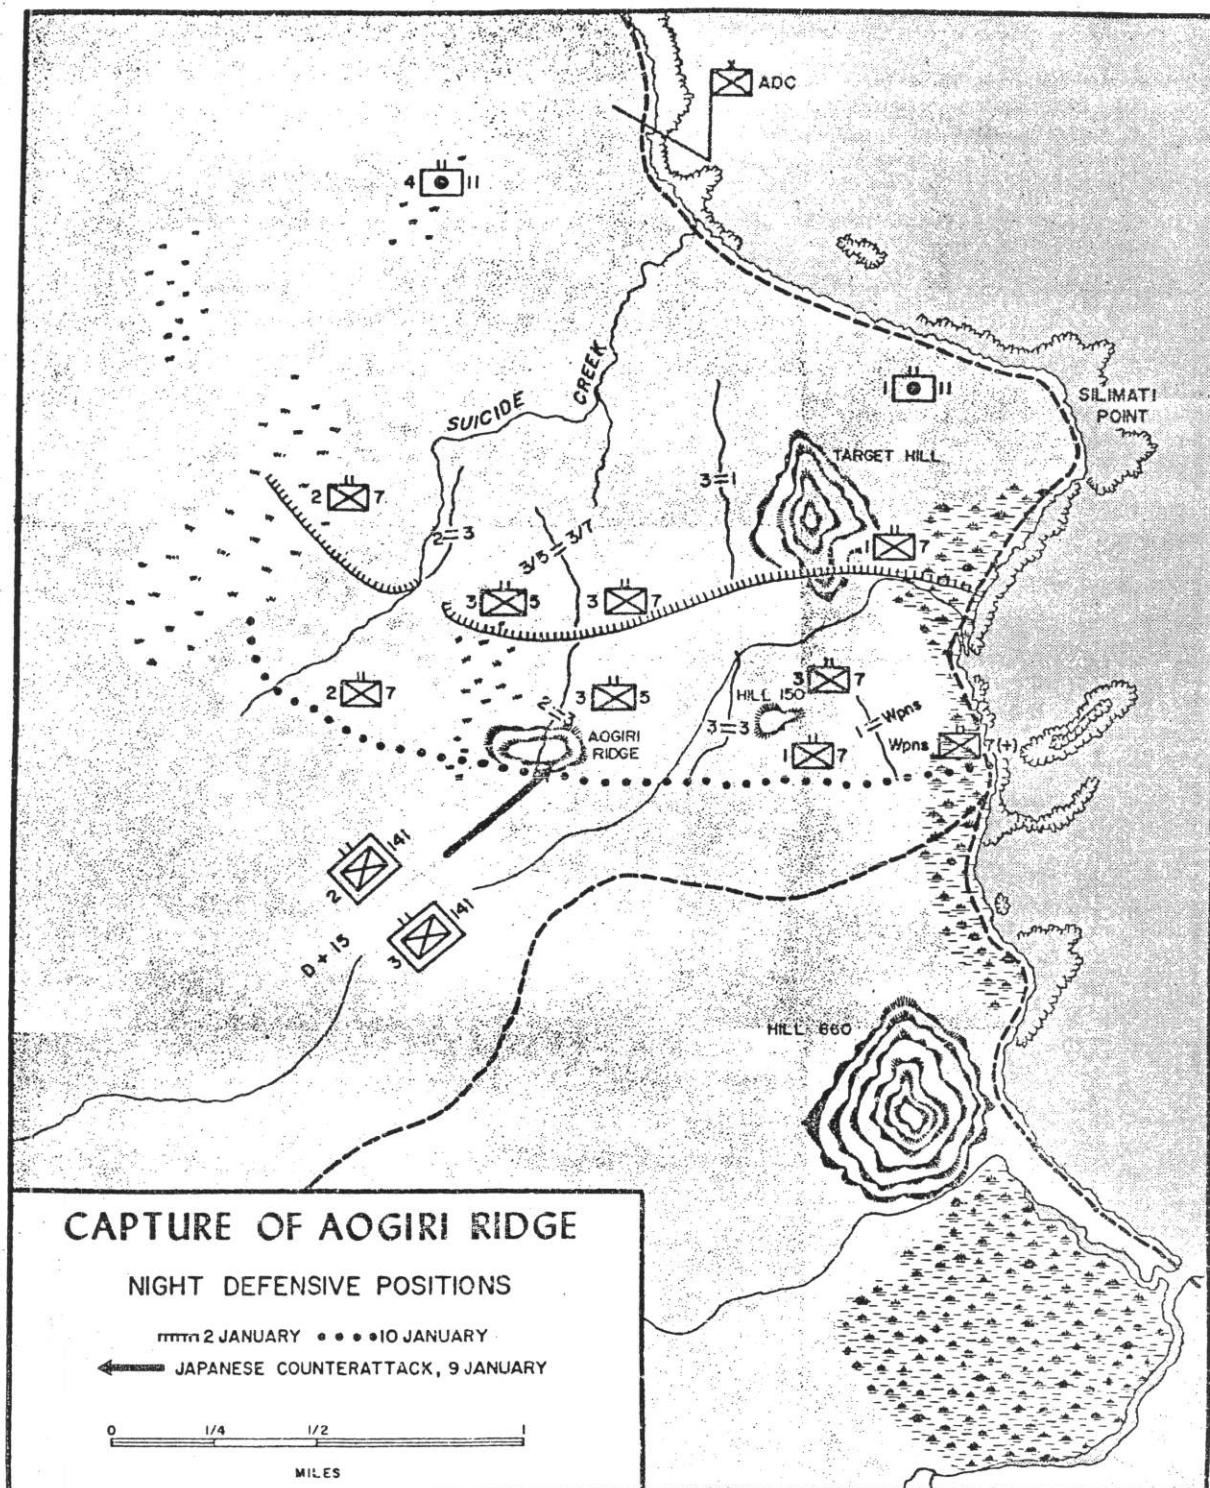 ADC
4 11
SUICIDE CREEK
1 11
SILIMATI
POINT
TARGET HILL
3 1
2 7
2 3
3/5 3/7
1 7
3 5
3 7
2 7
3 5
3 7
HILL 150
2 3
AOGIRI
RIDGE
3 3
1 Wpns
Wpns 7(+)
1 7
2 141
3 141
D + 15
HILL 660
CAPTURE OF AOGIRI RIDGE
NIGHT DEFENSIVE POSITIONS
2 JANUARY 10 JANUARY
JAPANESE COUNTERATTACK, 9 JANUARY
0 1/4 1/2 1
MILES